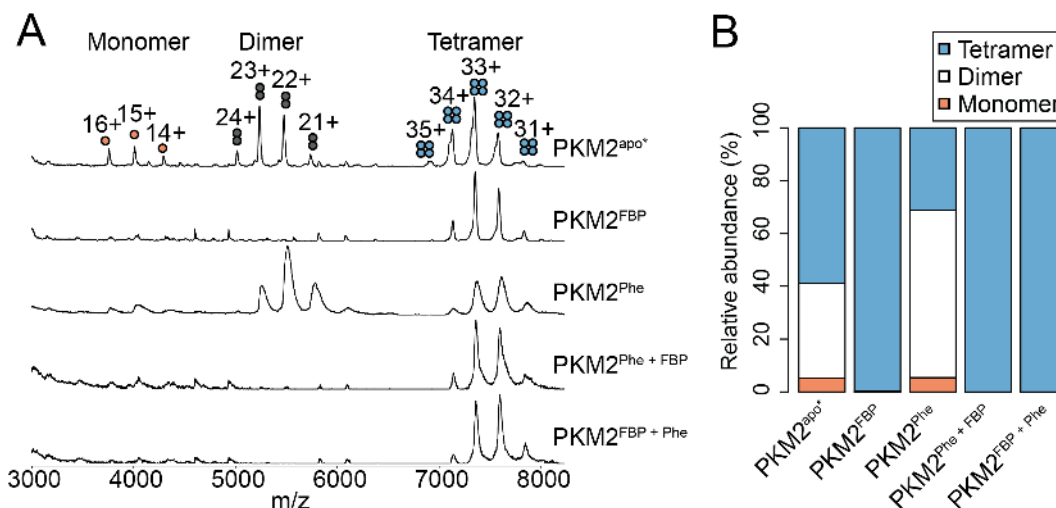 A
Monomer
Dimer
Tetramer
16+
15+
14+
24+
23+
22+
21+
35+
34+
33+
32+
31+
PKM2apo*
PKM2FBP
PKM2Phe
PKM2Phe + FBP
PKM2FBP + Phe
3000
4000
5000
6000
7000
8000
m/z
B
Tetramer
Dimer
Monomer
Relative abundance (%)
100
80
60
40
20
0
PKM2apo*
PKM2FBP
PKM2Phe
PKM2Phe + FBP
PKM2FBP + Phe